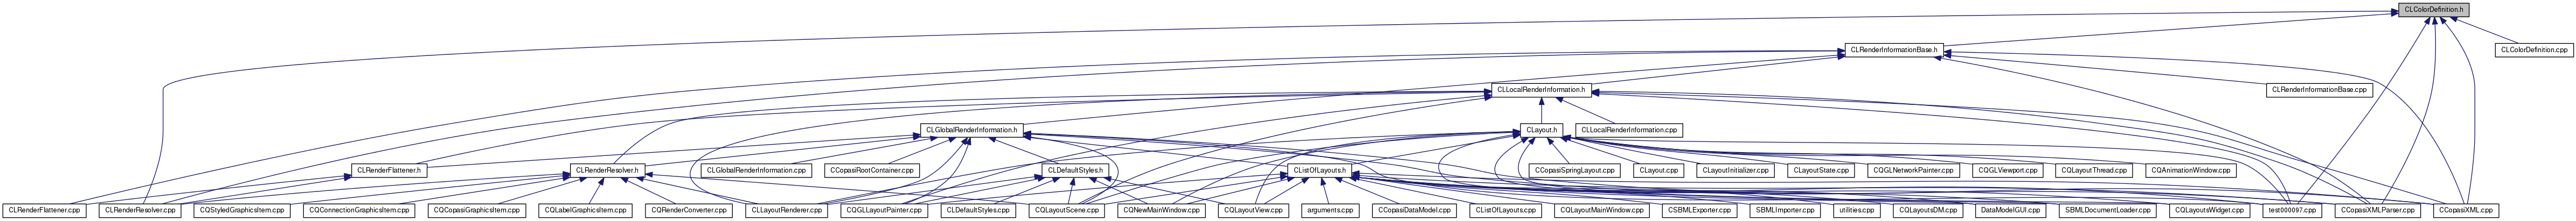 CLColorDefinition.h
CLRenderInformationBase.h
CLColorDefinition.cpp
CLLocalRenderInformation.h
CLRenderInformationBase.cpp
CLGlobalRenderInformation.h
CLayout.h
CLLocalRenderInformation.cpp
CLRenderFlattener.h
CLRenderResolver.h
CLGlobalRenderInformation.cpp
CCopasiRootContainer.cpp
CLDefaultStyles.h
CListOfLayouts.h
CCopasiSpringLayout.cpp
CLayout.cpp
CLayoutInitializer.cpp
CLayoutState.cpp
CQGLNetworkPainter.cpp
CQGLViewport.cpp
CQLayoutThread.cpp
CQAnimationWindow.cpp
CLRenderFlattener.cpp
CLRenderResolver.cpp
CQStyledGraphicsItem.cpp
CQConnectionGraphicsItem.cpp
CQCopasiGraphicsItem.cpp
CQLabelGraphicsItem.cpp
CQRenderConverter.cpp
CLLayoutRenderer.cpp
CQGLLayoutPainter.cpp
CLDefaultStyles.cpp
CQLayoutScene.cpp
CQNewMainWindow.cpp
CQLayoutView.cpp
arguments.cpp
CCopasiDataModel.cpp
CListOfLayouts.cpp
CQLayoutMainWindow.cpp
CSBMLExporter.cpp
SBMLImporter.cpp
utilities.cpp
CQLayoutsDM.cpp
DataModelGUI.cpp
SBMLDocumentLoader.cpp
CQLayoutsWidget.cpp
test000097.cpp
CCopasiXMLParser.cpp
CCopasiXML.cpp